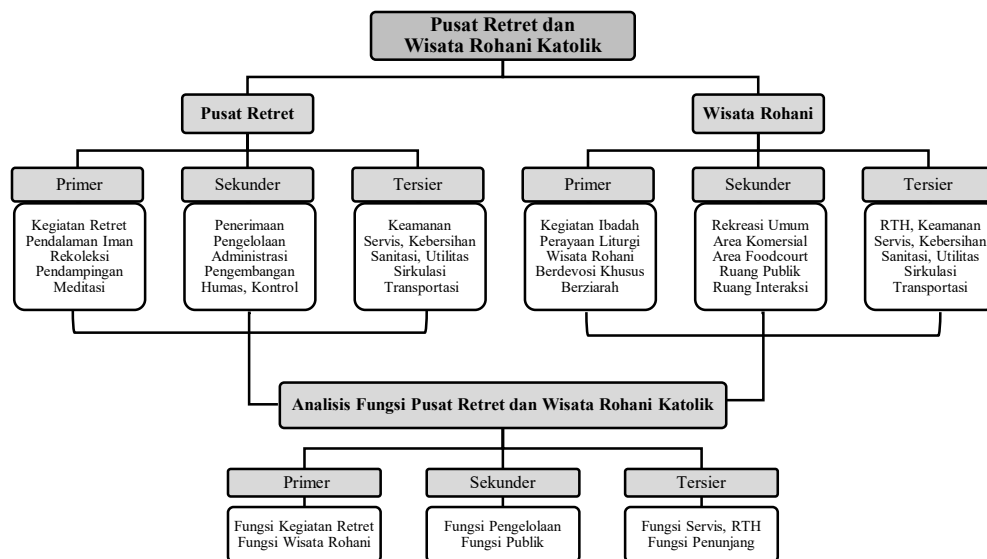 Pusat Retret dan
Wisata Rohani Katolik
Pusat Retret
Wisata Rohani
Primer
Sekunder
Tersier
Primer
Sekunder
Tersier
Kegiatan Retret
Pendalaman Iman
Rekoleksi
Pendampingan
Meditasi
Penerimaan
Pengelolaan
Administrasi
Pengembangan
Humas, Kontrol
Keamanan
Servis, Kebersihan
Sanitasi, Utilitas
Sirkulasi
Transportasi
Kegiatan Ibadah
Perayaan Liturgi
Wisata Rohani
Berdevosi Khusus
Berziarah
Rekreasi Umum
Area Komersial
Area Foodcourt
Ruang Publik
Ruang Interaksi
RTH, Keamanan
Servis, Kebersihan
Sanitasi, Utilitas
Sirkulasi
Transportasi
Analisis Fungsi Pusat Retret dan Wisata Rohani Katolik
Primer
Sekunder
Tersier
Fungsi Kegiatan Retret
Fungsi Wisata Rohani
Fungsi Pengelolaan
Fungsi Publik
Fungsi Servis, RTH
Fungsi Penunjang